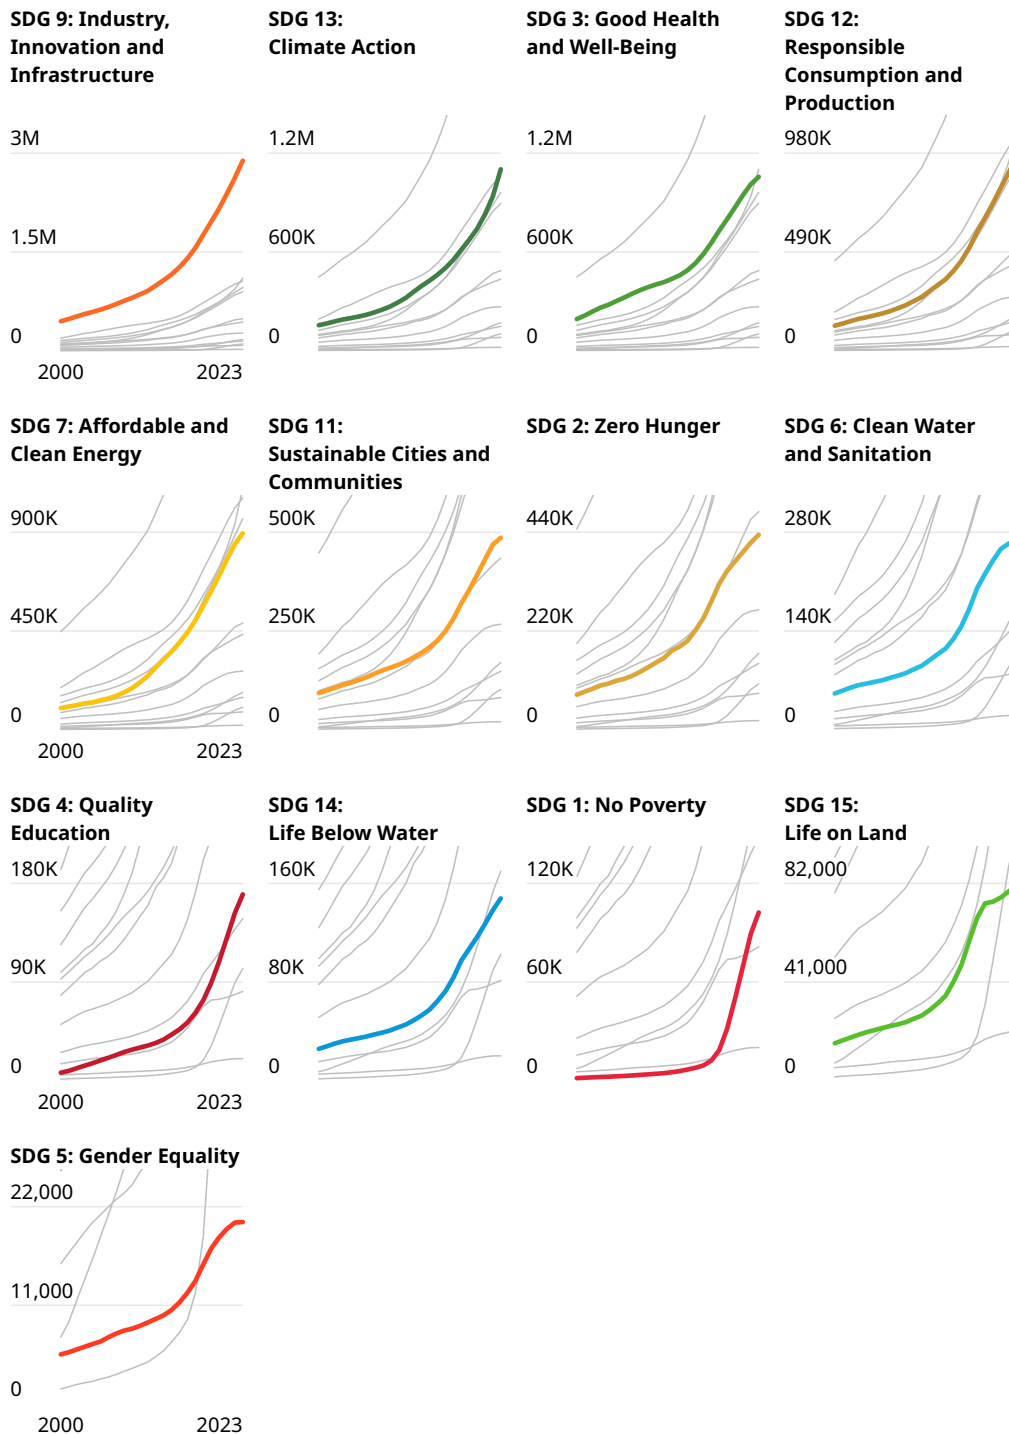 SDG 9: Industry,
Innovation and
Infrastructure
3M
1.5M
0
2000 2023
SDG 13:
Climate Action
1.2M
600K
0
SDG 3: Good Health
and Well-Being
1.2M
600K
0
SDG 12:
Responsible
Consumption and
Production
980K
490K
0
SDG 7: Affordable and
Clean Energy
900K
450K
0
2000 2023
SDG 11:
Sustainable Cities and
Communities
500K
250K
0
SDG 2: Zero Hunger
440K
220K
0
SDG 6: Clean Water
and Sanitation
280K
140K
0
SDG 4: Quality
Education
180K
90K
0
2000 2023
SDG 14:
Life Below Water
160K
80K
0
SDG 1: No Poverty
120K
60K
0
SDG 15:
Life on Land
82,000
41,000
0
SDG 5: Gender Equality
22,000
11,000
0
2000 2023